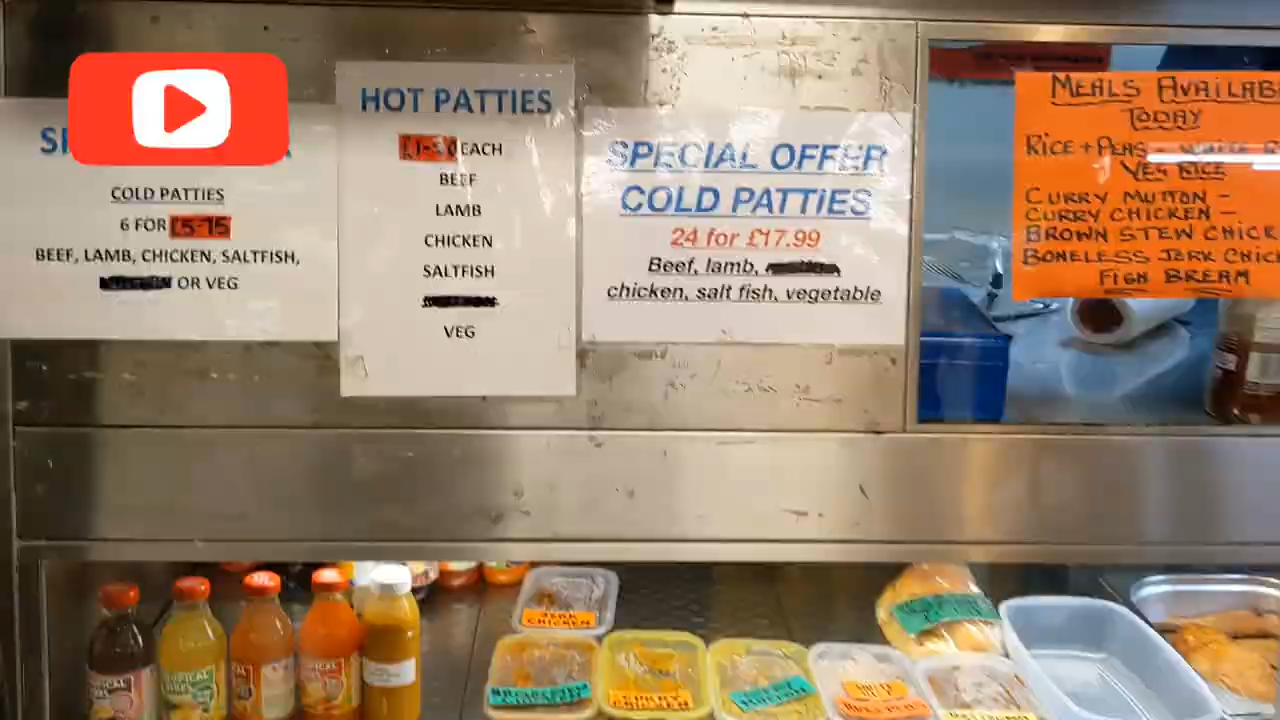 COLD PATTIES
6 FOR £5-75
BEEF, LAMB, CHICKEN, SALTFISH,
OR VEG
HOT PATTIES
£1-50 EACH
BEEF
LAMB
CHICKEN
SALTFISH
VEG
SPECIAL OFFER
COLD PATTIES
24 for £17.99
Beef, lamb,
chicken, salt fish, vegetable
MEALS AVAILAB
TODAY
RICE + PEAS - WHITE R
VEG RICE
CURRY MUTTON -
CURRY CHICKEN -
BROWN STEW CHICK
BONELESS JERK CHICK
FISH BREAM
JERK
CHICKEN
CURRY
CHICKEN
TROPICAL